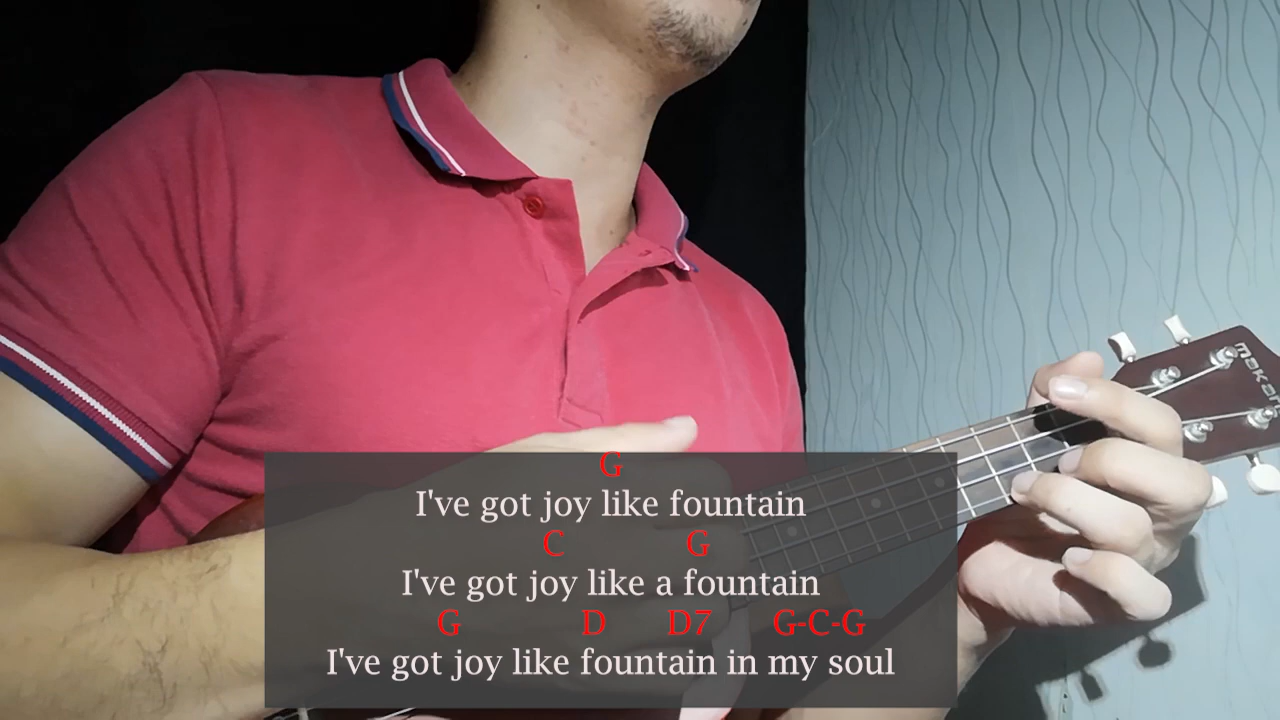 G
I've got joy like fountain
C G
I've got joy like a fountain
G D D7 G-C-G
I've got joy like fountain in my soul
makan